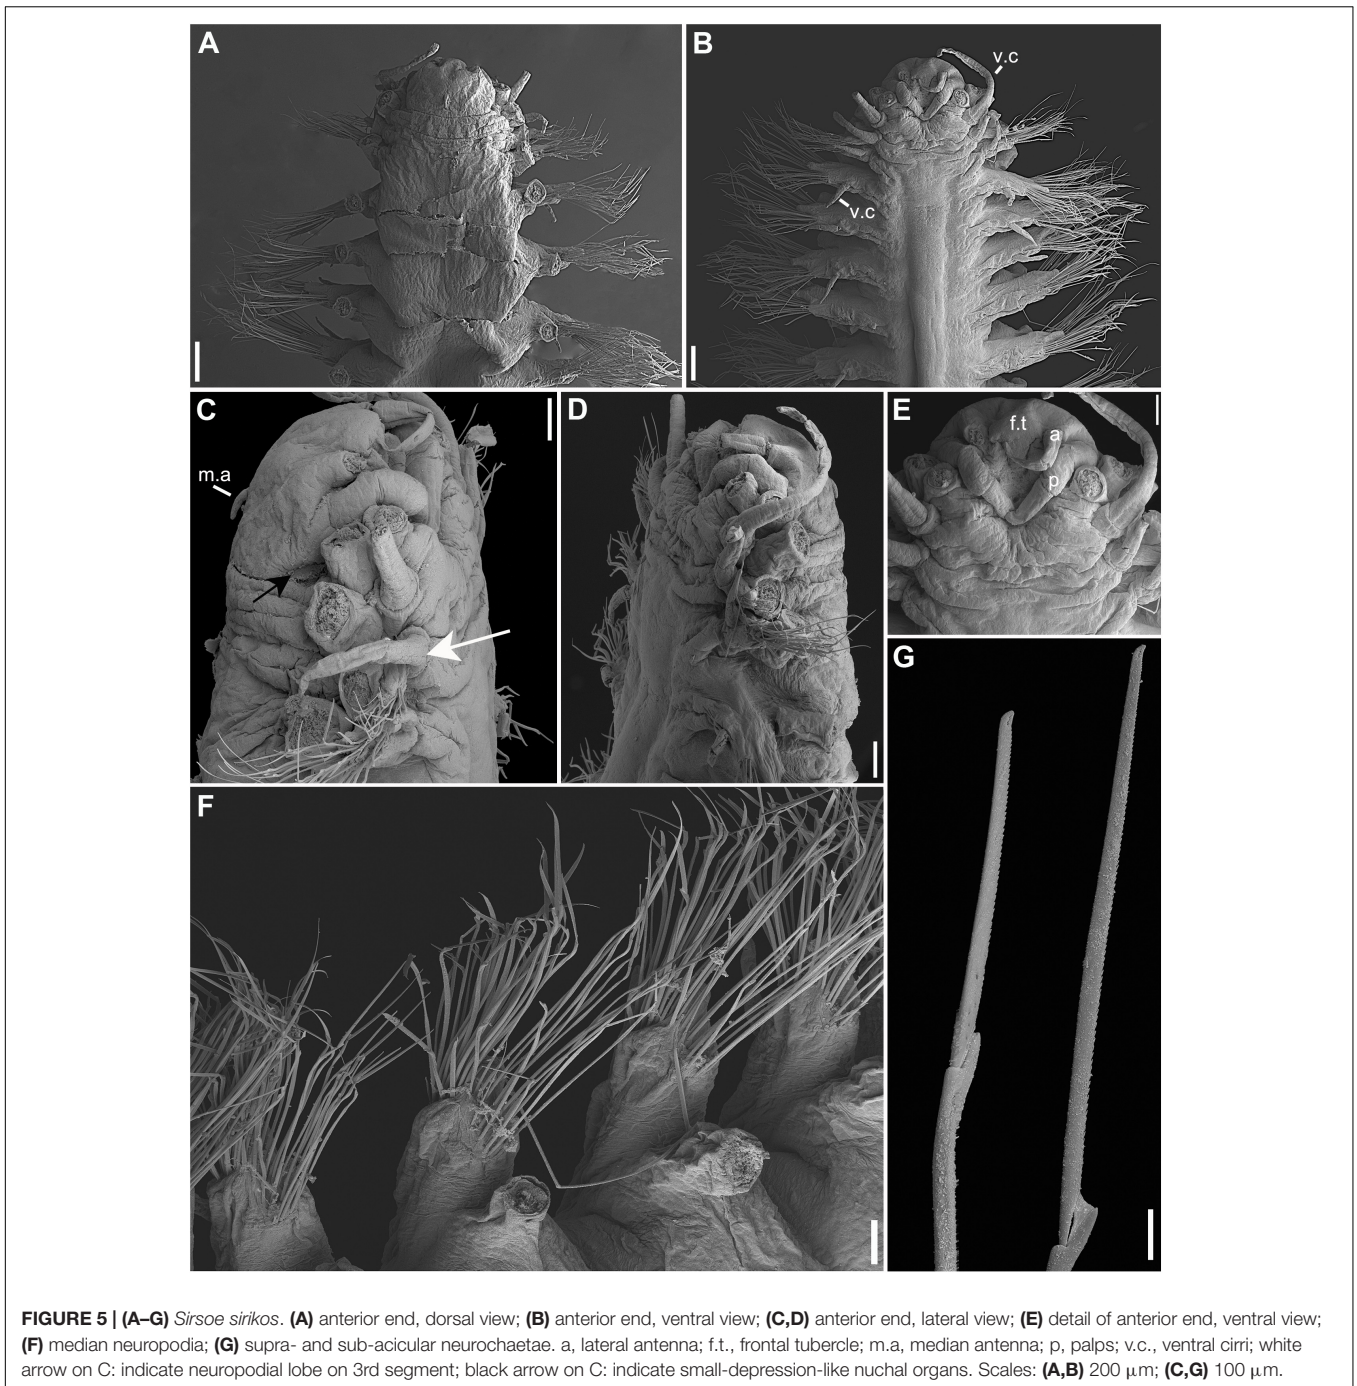 A
B
v.c
v.c
C
D
E
m.a
f.t
a
p
G
F
FIGURE 5 | (A–G) Sirsoe sirikos. (A) anterior end, dorsal view; (B) anterior end, ventral view; (C,D) anterior end, lateral view; (E) detail of anterior end, ventral view;
(F) median neuropodia; (G) supra- and sub-acicular neurochaetae. a, lateral antenna; f.t., frontal tubercle; m.a, median antenna; p, palps; v.c., ventral cirri; white
arrow on C: indicate neuropodial lobe on 3rd segment; black arrow on C: indicate small-depression-like nuchal organs. Scales: (A,B) 200 μm; (C,G) 100 μm.